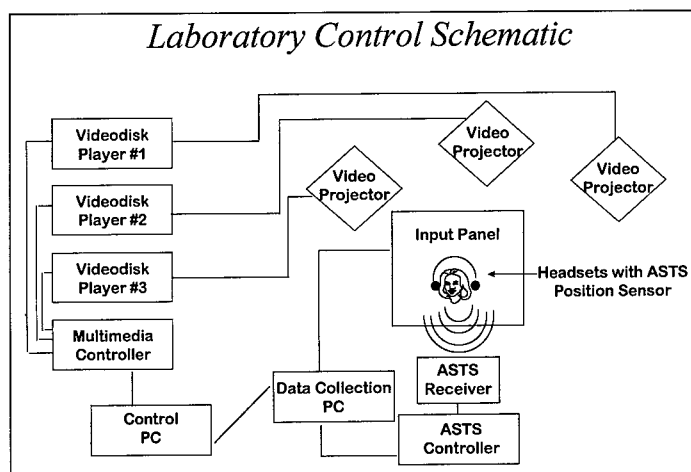 Laboratory Control Schematic
Videodisk
Player #1
Video
Projector
Video
Projector
Videodisk
Player #2
Video
Projector
Input Panel
Videodisk
Player #3
Headsets with ASTS
Position Sensor
Multimedia
Controller
ASTS
Receiver
Data Collection
PC
Control
PC
ASTS
Controller